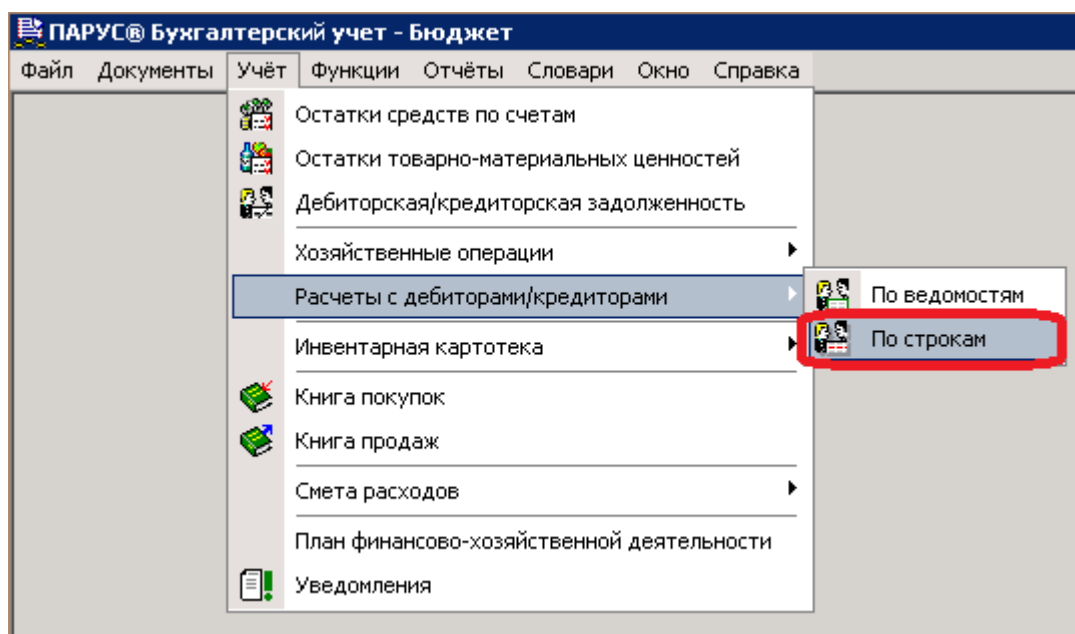 ПАРУС® Бухгалтерский учет - Бюджет
Файл Документы Учёт Функции Отчёты Словари Окно Справка
Остатки средств по счетам
Остатки товарно-материальных ценностей
Дебиторская/кредиторская задолженность
Хозяйственные операции
Расчеты с дебиторами/кредиторами
По ведомостям
По строкам
Инвентарная картотека
Книга покупок
Книга продаж
Смета расходов
План финансово-хозяйственной деятельности
Уведомления